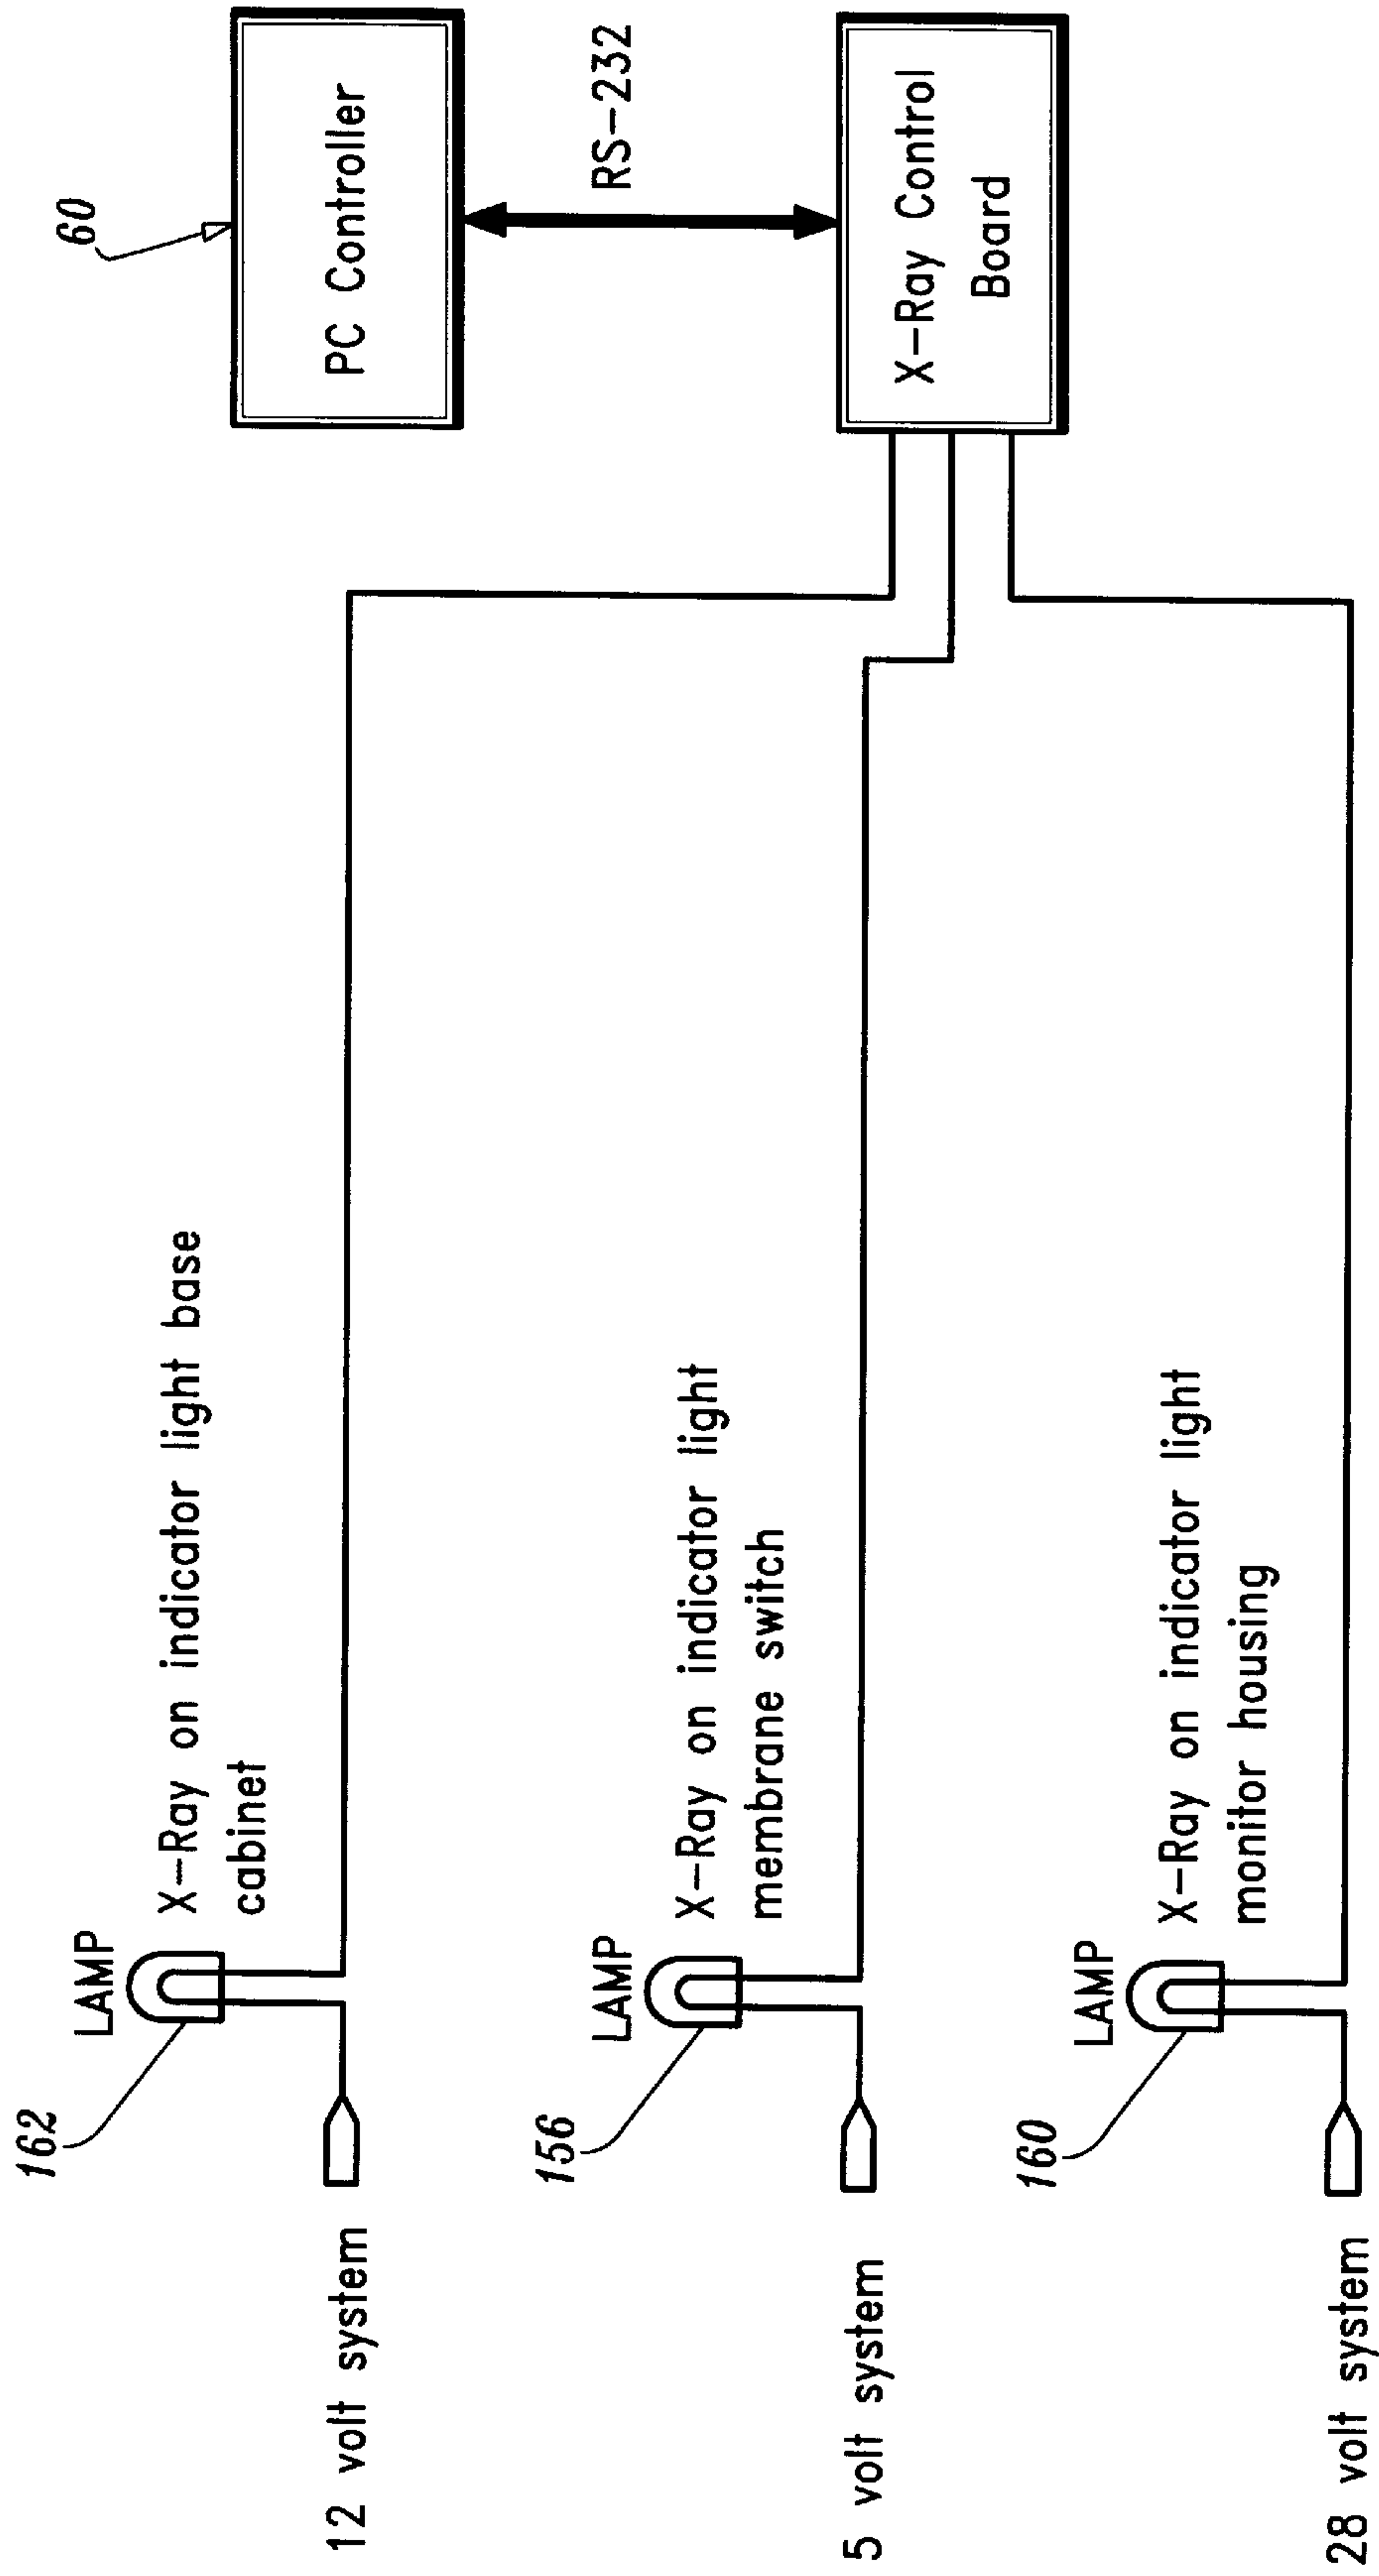 60
PC Controller
RS-232
X-Ray Control
Board
162
LAMP
X-Ray on indicator light base
cabinet
12 volt system
156
LAMP
X-Ray on indicator light
membrane switch
5 volt system
160
LAMP
X-Ray on indicator light
monitor housing
28 volt system